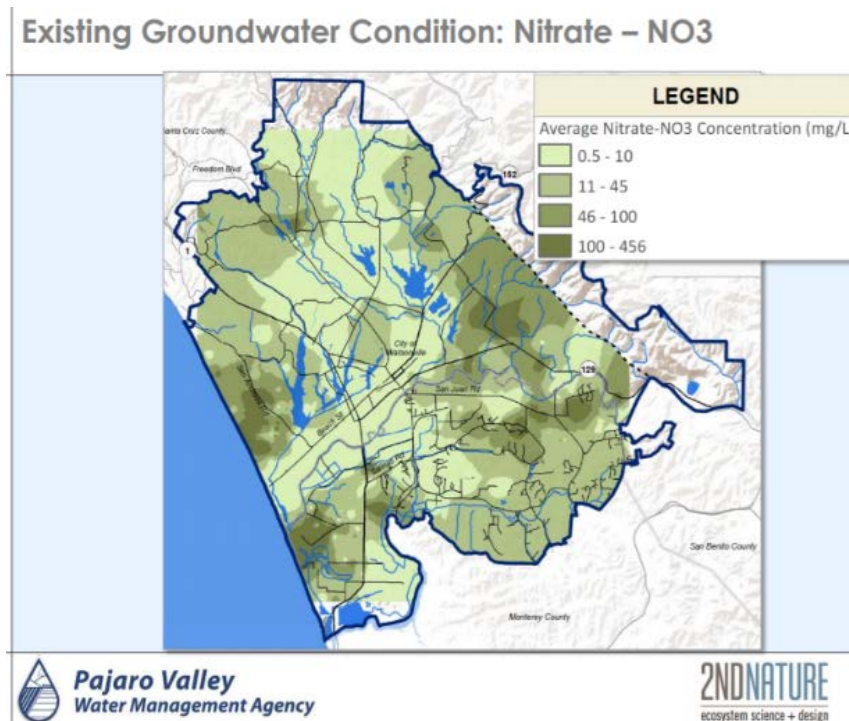 Existing Groundwater Condition: Nitrate – NO3
LEGEND
Average Nitrate-NO3 Concentration (mg/L
0.5 - 10
11 - 45
46 - 100
100 - 456
Santa Cruz County
Freedom Blvd
152
1
City of
Watsonville
129
San Juan Rd
Beach St
San Benito County
Monterey County
Pajaro Valley
Water Management Agency
2NDNATURE
ecosystem science + design